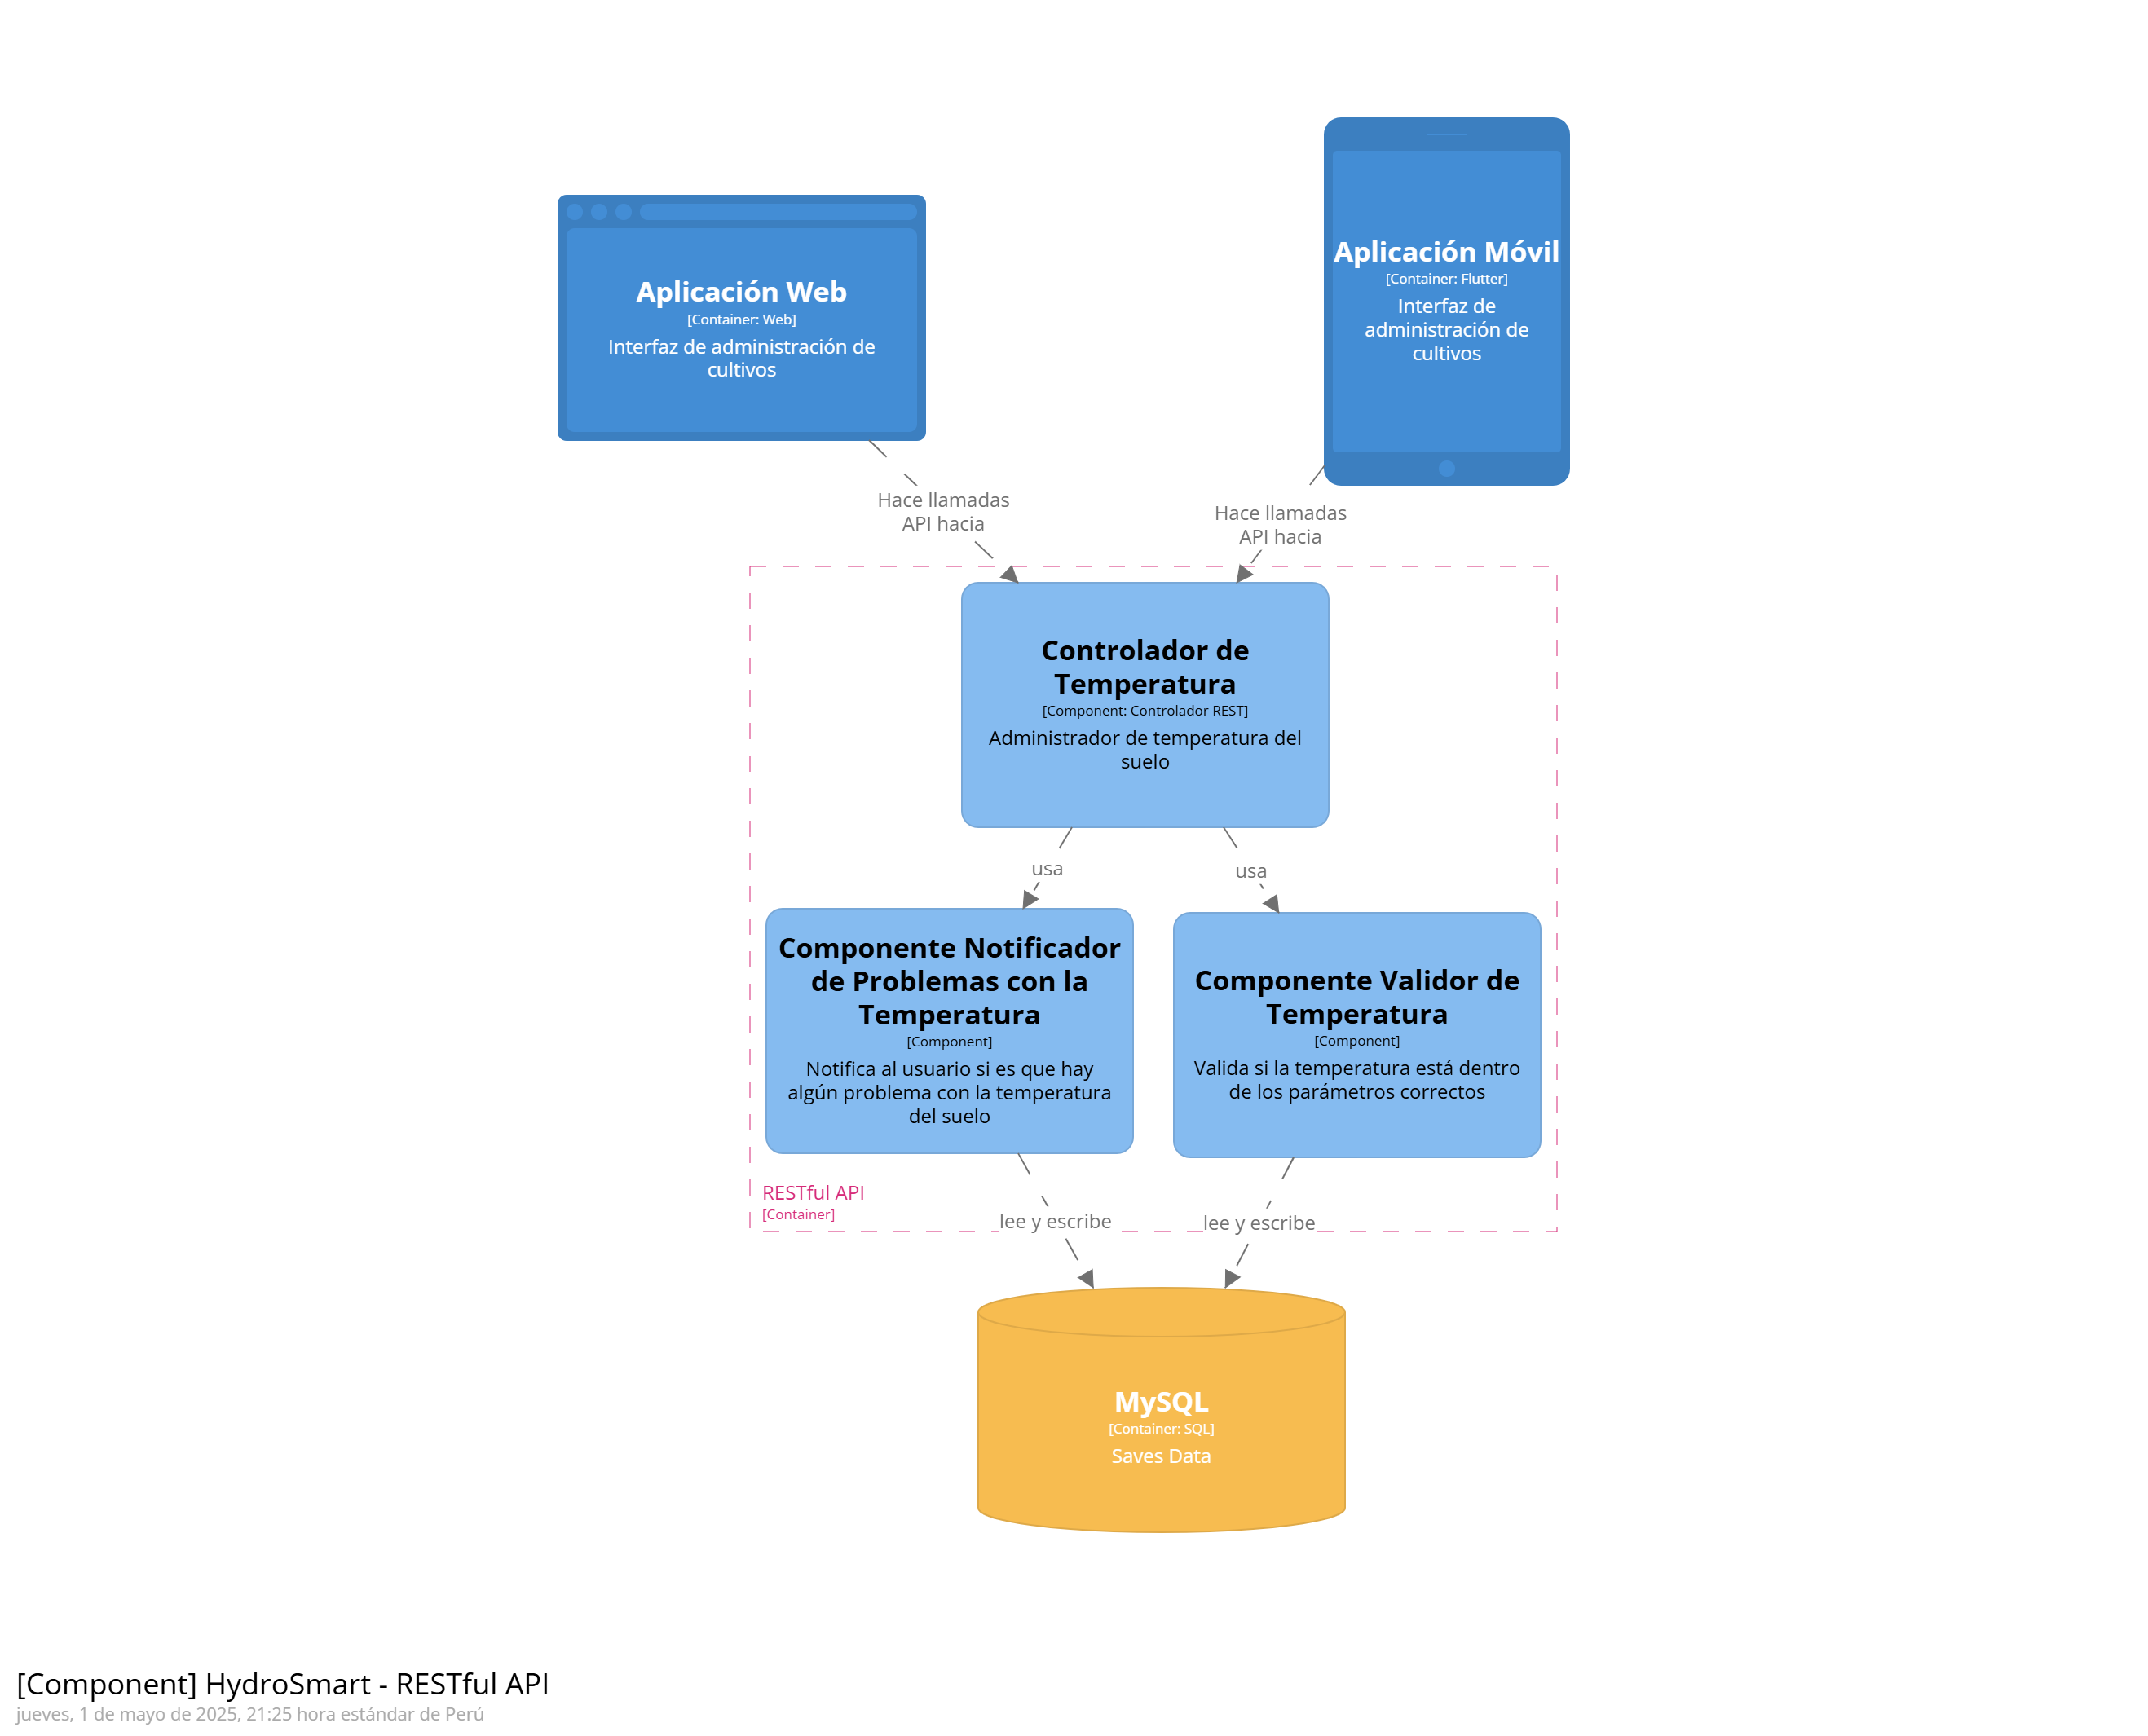 Aplicación Web
[Container: Web]
Interfaz de administración de
cultivos
Aplicación Móvil
[Container: Flutter]
Interfaz de
administración de
cultivos
Hace llamadas
API hacia
Hace llamadas
API hacia
Controlador de
Temperatura
[Component: Controlador REST]
Administrador de temperatura del
suelo
usa
usa
Componente Notificador
de Problemas con la
Temperatura
[Component]
Notifica al usuario si es que hay
algún problema con la temperatura
del suelo
Componente Validor de
Temperatura
[Component]
Valida si la temperatura está dentro
de los parámetros correctos
RESTful API
[Container]
lee y escribe
lee y escribe
MySQL
[Container: SQL]
Saves Data
[Component] HydroSmart - RESTful API
jueves, 1 de mayo de 2025, 21:25 hora estándar de Perú